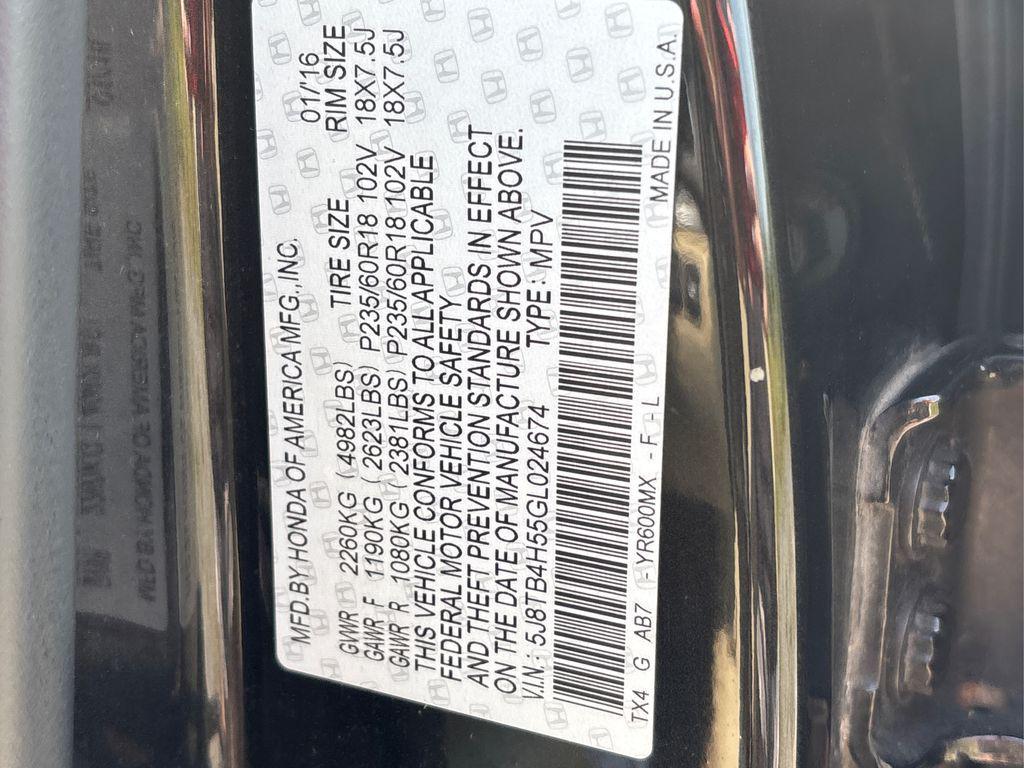 MFD.BY HONDA OF AMERICA MFG.,INC. 01/'16
TIRE SIZE RIM SIZE
GVWR 2260KG ( 4982LBS)
GAWR F 1190KG ( 2623LBS) P235/60R18 102V 18X7.5J
GAWR R 1080KG ( 2381LBS) P235/60R18 102V 18X7.5J
THIS VEHICLE CONFORMS TO ALL APPLICABLE
FEDERAL MOTOR VEHICLE SAFETY
AND THEFT PREVENTION STANDARDS IN EFFECT
ON THE DATE OF MANUFACTURE SHOWN ABOVE.
V.I.N.: 5J8TB4H55GL024674 TYPE : MPV
TX4 G AB7 -YR600MX -F L MADE IN U.S.A.